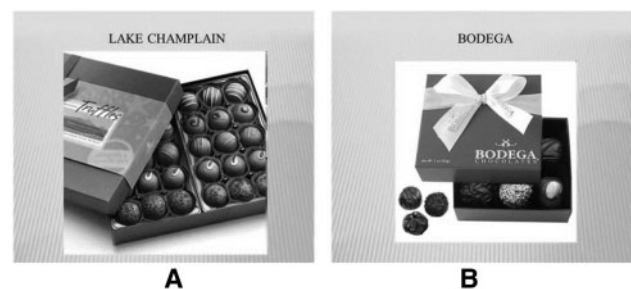 LAKE CHAMPLAIN
Truffles
BODEGA
BODEGA
CHOCOLATES
A
B